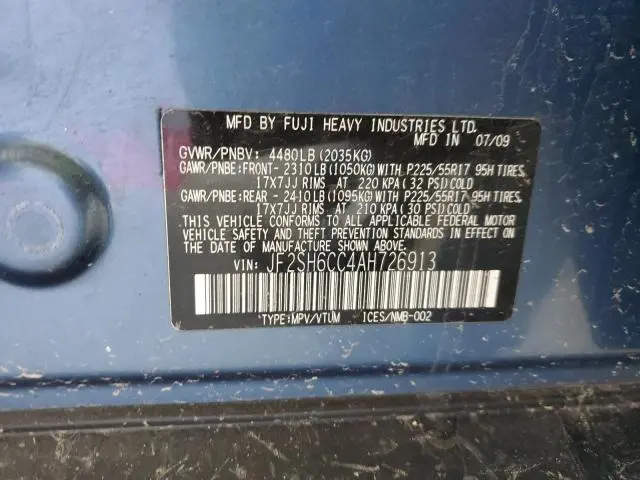 MFD BY FUJI HEAVY INDUSTRIES LTD.
MFD IN 07/09
GVWR/PNBV: 4480LB (2035KG)
GAWR/PNBE:FRONT- 2310LB (1050KG) WITH P225/55R17 95H TIRES,
17X7JJ RIMS AT 220 KPA (32 PSI) COLD
GAWR/PNBE: REAR - 2410LB (1095KG) WITH P225/55R17 95H TIRES,
17X7JJ RIMS AT 210 KPA (30 PSI) COLD
THIS VEHICLE CONFORMS TO ALL APPLICABLE FEDERAL MOTOR
VEHICLE SAFETY AND THEFT PREVENTION STANDARDS IN EFFECT ON
THE DATE OF MANUFACTURE SHOWN ABOVE.
VIN: JF2SH6CC4AH726913
TYPE:MPV/VTUM ICES/NMB-002